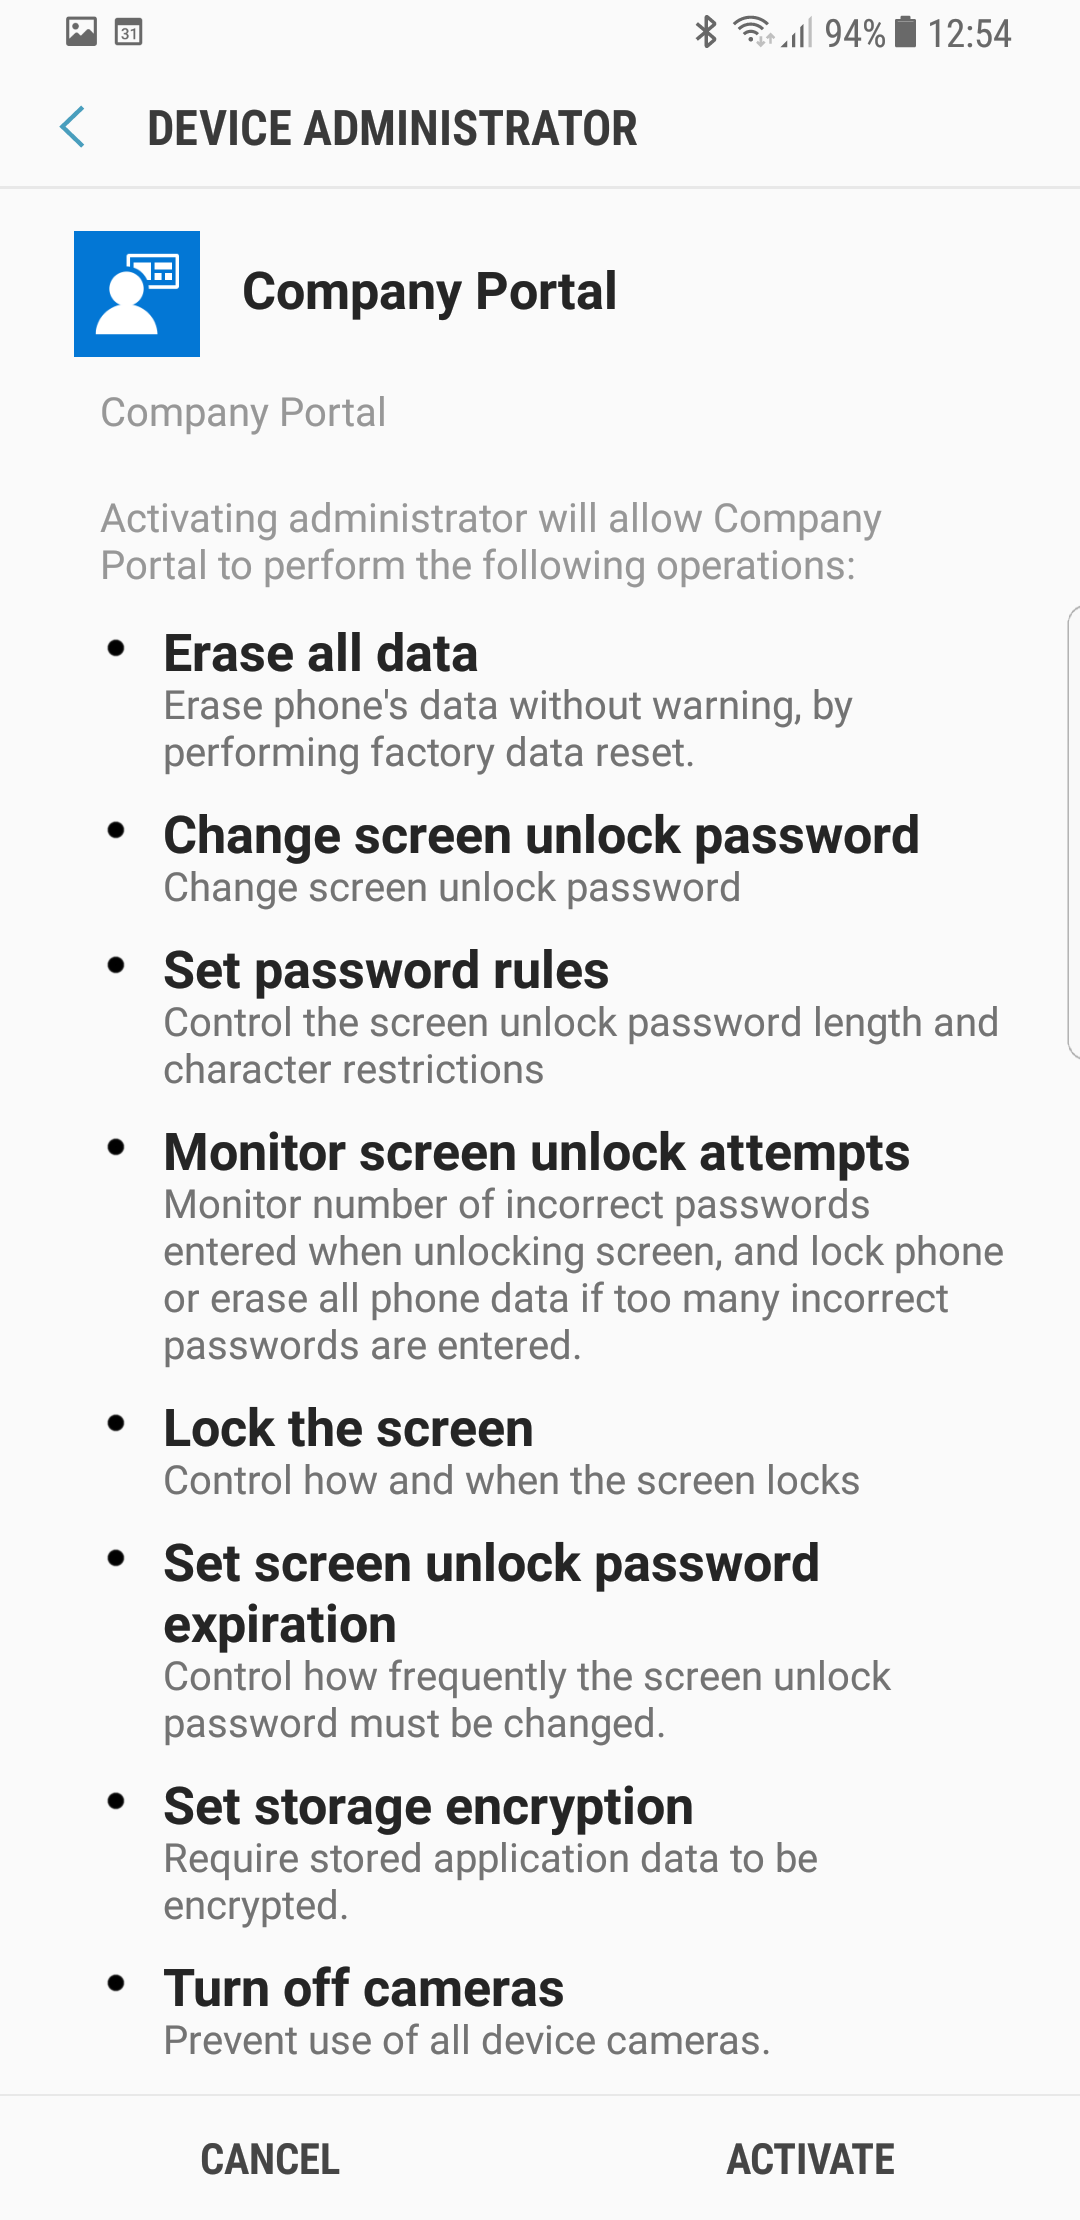 31 94% 12:54
DEVICE ADMINISTRATOR
Company Portal
Company Portal
Activating administrator will allow Company
Portal to perform the following operations:
• Erase all data
Erase phone's data without warning, by
performing factory data reset.
• Change screen unlock password
Change screen unlock password
• Set password rules
Control the screen unlock password length and
character restrictions
• Monitor screen unlock attempts
Monitor number of incorrect passwords
entered when unlocking screen, and lock phone
or erase all phone data if too many incorrect
passwords are entered.
• Lock the screen
Control how and when the screen locks
• Set screen unlock password
expiration
Control how frequently the screen unlock
password must be changed.
• Set storage encryption
Require stored application data to be
encrypted.
• Turn off cameras
Prevent use of all device cameras.
CANCEL ACTIVATE